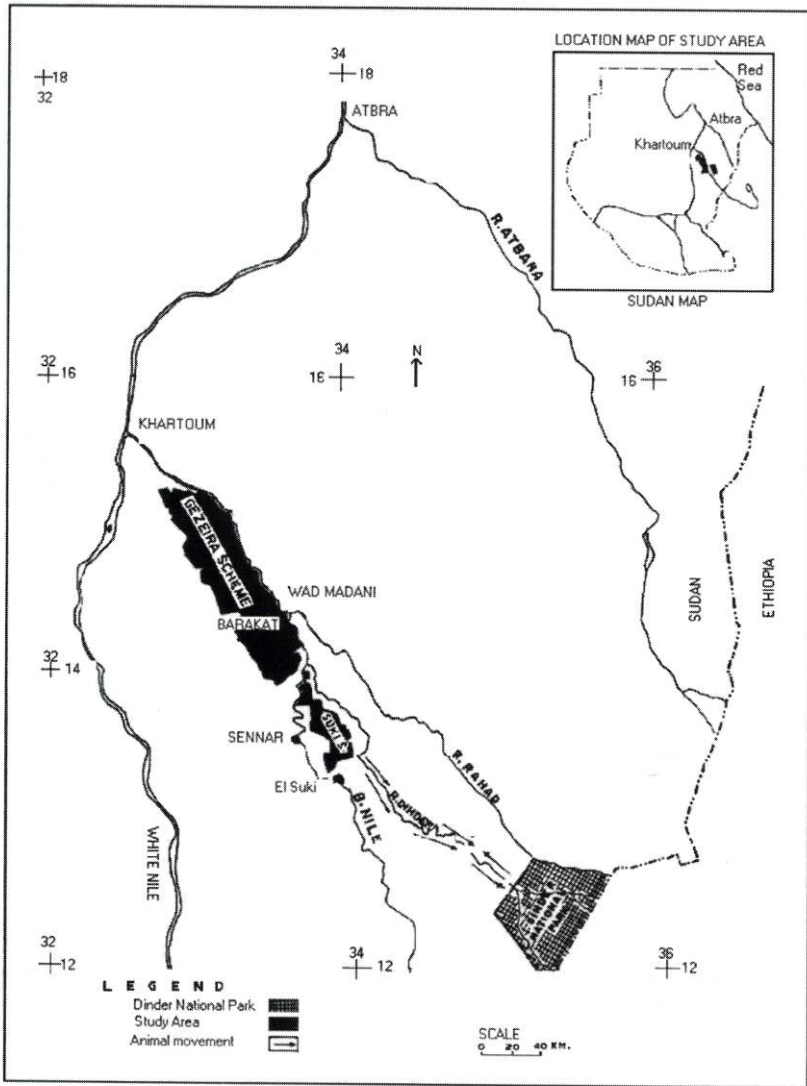 LOCATION MAP OF STUDY AREA
Red
Sea
Atbra
Khartoum
SUDAN MAP
18
32
34
18
ATBRA
R.ATBARA
32
16
34
16
N
36
16
KHARTOUM
GEZEIRA SCHEME
WAD MADANI
BARAKAT
SUDAN
ETHIOPIA
32
14
SUKI S.
SENNAR
El Suki
R. RAHAD
B. NILE
WHITE NILE
DINDER
NATIONAL
PARK
32
12
34
12
36
12
LEGEND
Dinder National Park
Study Area
Animal movement
SCALE
0 20 40 KM.